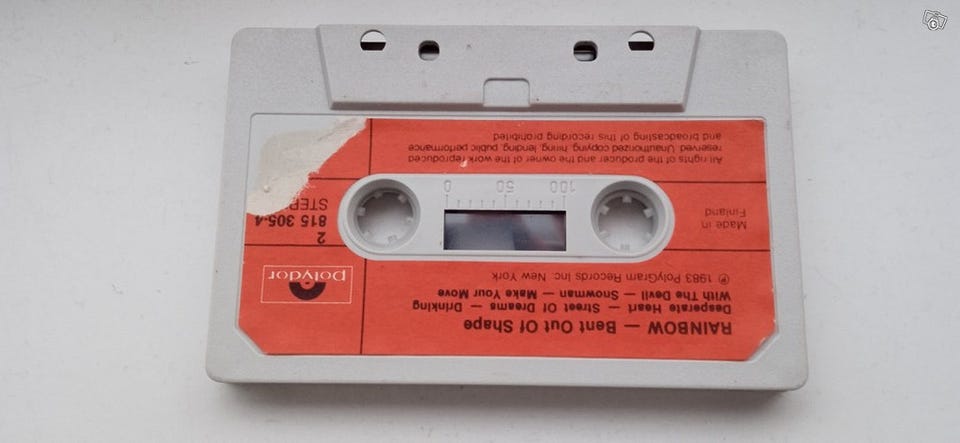 RAINBOW — Bent Out Of Shape
Desperate Heart — Street Of Dreams — Drinking
With The Devil — Snowman — Make Your Move
℗ 1983 PolyGram Records Inc. New York
polydor
2
815 305-4
STER
0 50 100
Made in
Finland
All rights of the producer and the owner of the work reproduced
reserved. Unauthorized copying, hiring, lending, public performance
and broadcasting of this recording prohibited